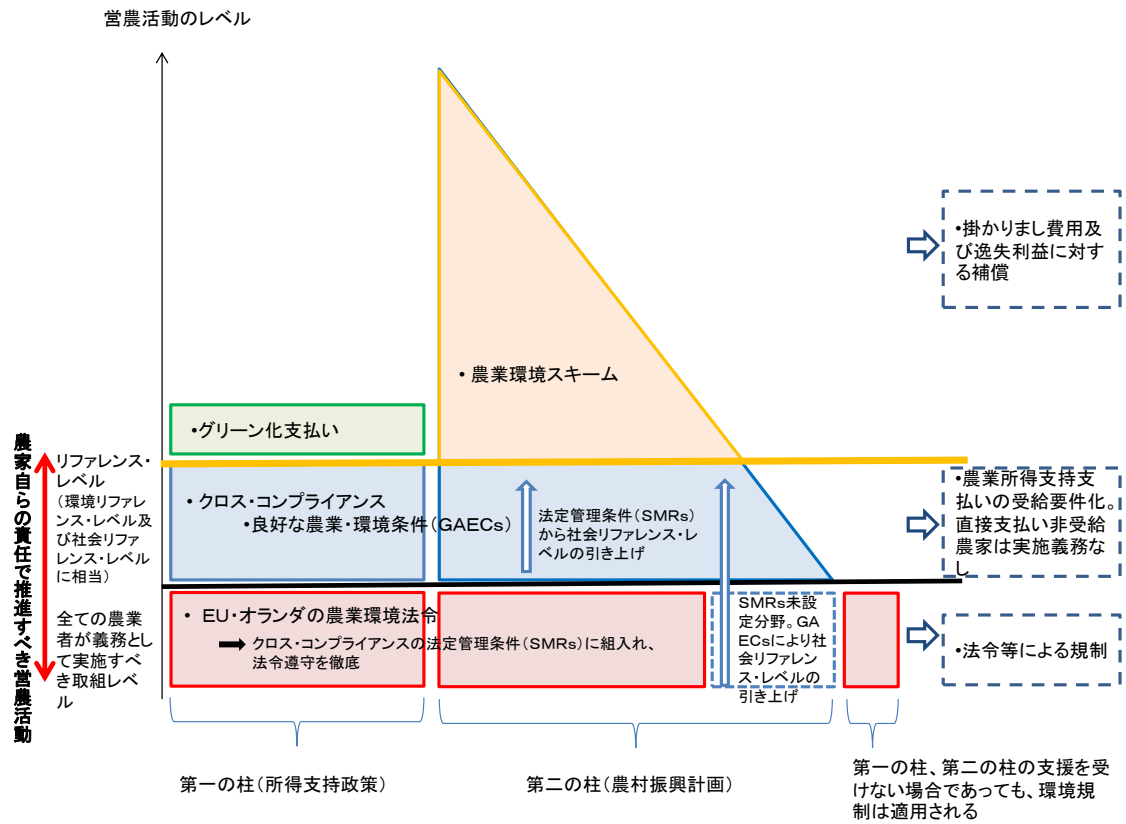 営農活動のレベル
・掛かりまし費用及
び逸失利益に対す
る補償
・農業環境スキーム
・グリーン化支払い
農家自らの責任で推進すべき営農活動
リファレンス・
レベル
（環境リファレ
ンス・レベル及
び社会リファ
レンス・レベル
に相当）
・クロス・コンプライアンス
・良好な農業・環境条件（GAECs）
法定管理条件（SMRs）
から社会リファレンス・レ
ベルの引き上げ
・農業所得支持支
払いの受給要件化。
直接支払い非受給
農家は実施義務な
し
全ての農業
者が義務とし
て実施すべ
き取組レベ
ル
・EU・オランダの農業環境法令
クロス・コンプライアンスの法定管理条件（SMRs）に組入れ、
法令遵守を徹底
SMRs未設
定分野。GA
ECsにより社
会リファレン
ス・レベルの
引き上げ
・法令等による規制
第一の柱（所得支持政策）
第二の柱（農村振興計画）
第一の柱、第二の柱の支援を受
けない場合であっても、環境規
制は適用される